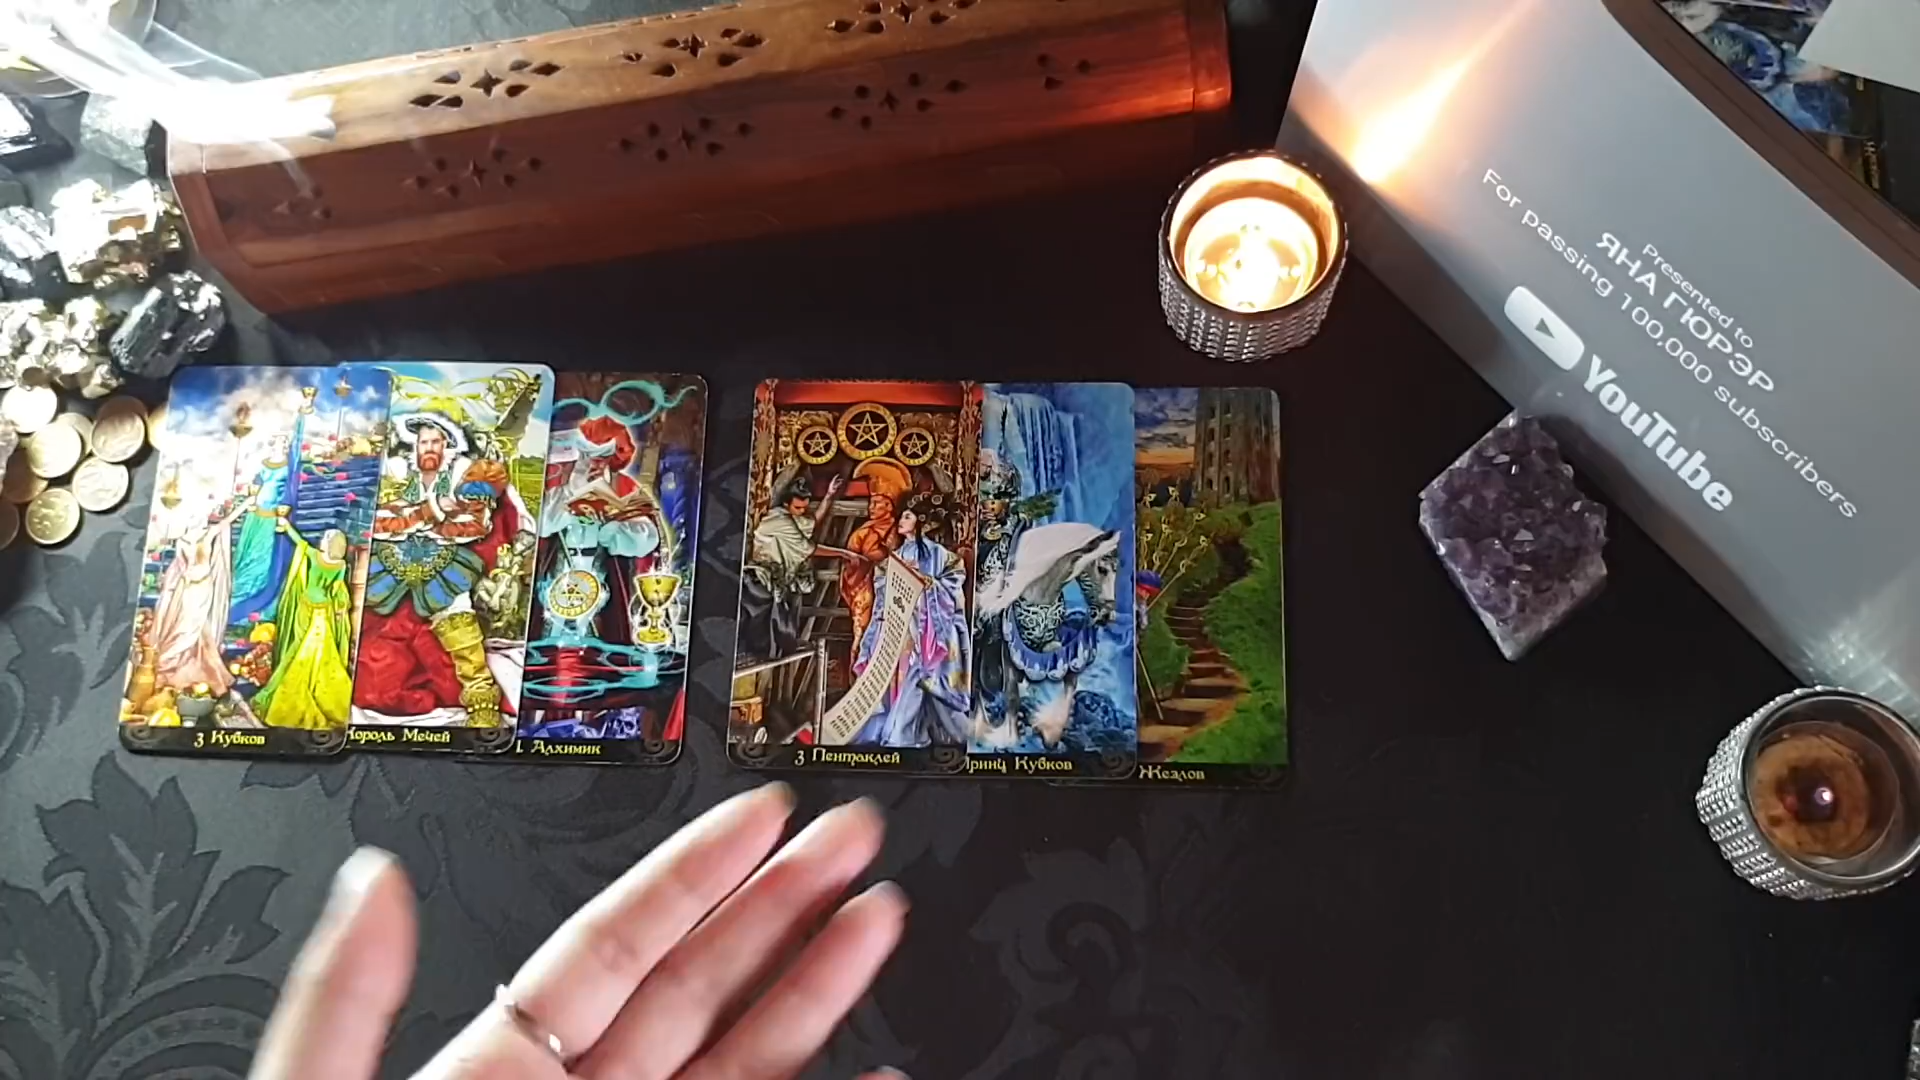 Presented to
ЯНА ГЮРЭР
For passing 100,000 subscribers
YouTube
3 Кубков
Король Мечей
1. Алхимик
3 Пентаклей
Принц Кубков
Жезлов